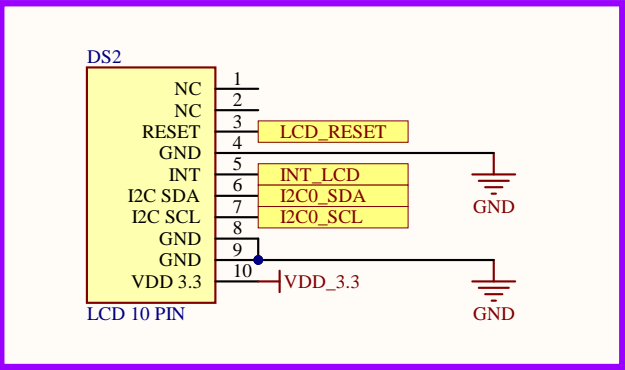 DS2
NC 1
NC 2
RESET 3 LCD_RESET
GND 4
INT 5 INT_LCD
I2C SDA 6 I2C0_SDA
I2C SCL 7 I2C0_SCL
GND
GND 8
GND 9
VDD 3.3 10 VDD_3.3
LCD 10 PIN
GND